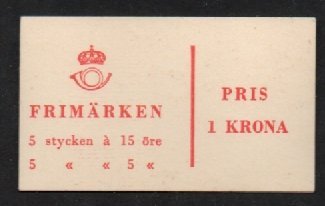 FRIMÄRKEN
5 stycken à 15 öre
5 « « 5 «
PRIS
1 KRONA